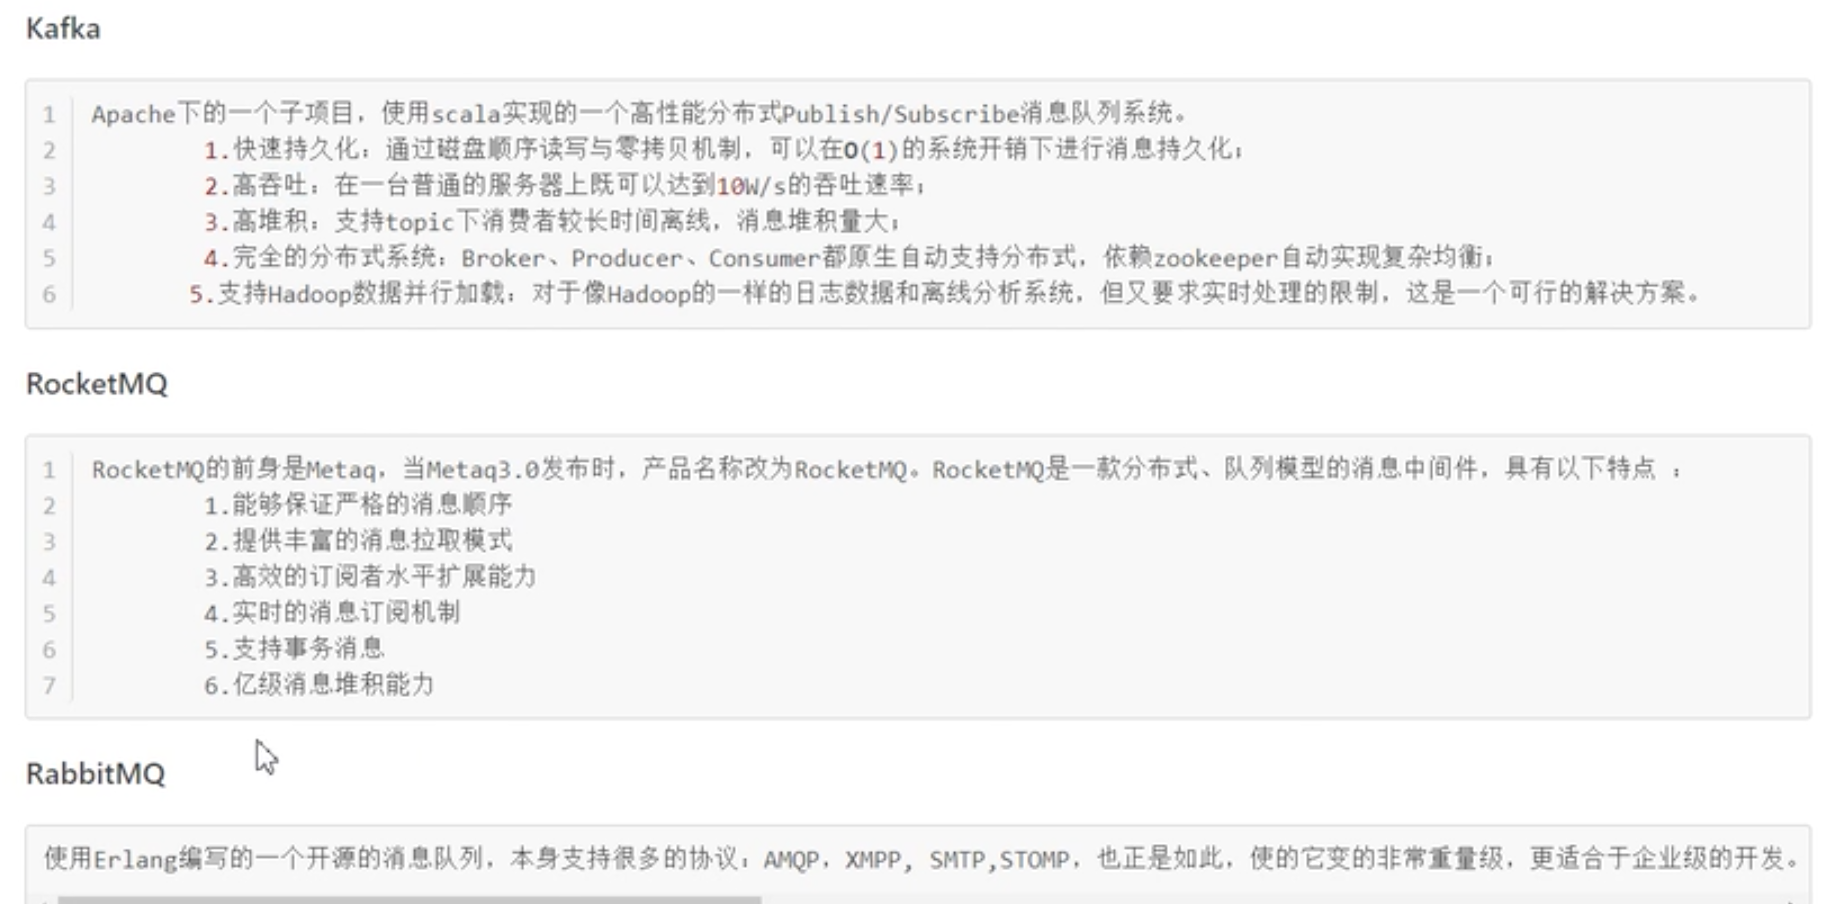 Kafka
1 Apache下的一个子项目，使用scala实现的一个高性能分布式Publish/Subscribe消息队列系统。
2 1.快速持久化：通过磁盘顺序读写与零拷贝机制，可以在O(1)的系统开销下进行消息持久化；
3 2.高吞吐：在一台普通的服务器上既可以达到10W/s的吞吐速率；
4 3.高堆积：支持topic下消费者较长时间离线，消息堆积量大；
5 4.完全的分布式系统：Broker、Producer、Consumer都原生自动支持分布式，依赖zookeeper自动实现复杂均衡；
6 5.支持Hadoop数据并行加载：对于像Hadoop的一样的日志数据和离线分析系统，但又要求实时处理的限制，这是一个可行的解决方案。
RocketMQ
1 RocketMQ的前身是Metaq，当Metaq3.0发布时，产品名称改为RocketMQ。RocketMQ是一款分布式、队列模型的消息中间件，具有以下特点 ：
2 1.能够保证严格的消息顺序
3 2.提供丰富的消息拉取模式
4 3.高效的订阅者水平扩展能力
5 4.实时的消息订阅机制
6 5.支持事务消息
7 6.亿级消息堆积能力
RabbitMQ
使用Erlang编写的一个开源的消息队列，本身支持很多的协议：AMQP，XMPP, SMTP,STOMP，也正是如此，使的它变的非常重量级，更适合于企业级的开发。